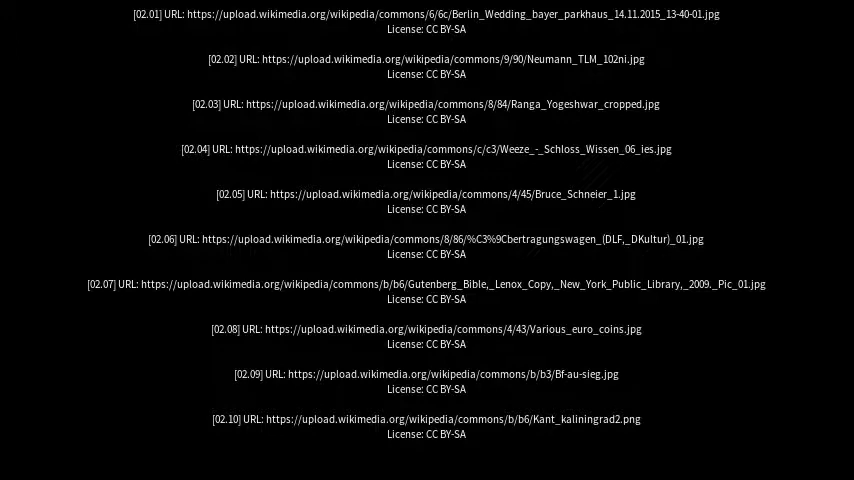 [02.01] URL: https://upload.wikimedia.org/wikipedia/commons/6/6c/Berlin_Wedding_bayer_parkhaus_14.11.2015_13-40-01.jpg
License: CC BY-SA
[02.02] URL: https://upload.wikimedia.org/wikipedia/commons/9/90/Neumann_TLM_102ni.jpg
License: CC BY-SA
[02.03] URL: https://upload.wikimedia.org/wikipedia/commons/8/84/Ranga_Yogeshwar_cropped.jpg
License: CC BY-SA
[02.04] URL: https://upload.wikimedia.org/wikipedia/commons/c/c3/Weeze_-_Schloss_Wissen_06_ies.jpg
License: CC BY-SA
[02.05] URL: https://upload.wikimedia.org/wikipedia/commons/4/45/Bruce_Schneier_1.jpg
License: CC BY-SA
[02.06] URL: https://upload.wikimedia.org/wikipedia/commons/8/86/%C3%9Cbertragungswagen_(DLF,_DKultur)_01.jpg
License: CC BY-SA
[02.07] URL: https://upload.wikimedia.org/wikipedia/commons/b/b6/Gutenberg_Bible,_Lenox_Copy,_New_York_Public_Library,_2009._Pic_01.jpg
License: CC BY-SA
[02.08] URL: https://upload.wikimedia.org/wikipedia/commons/4/43/Various_euro_coins.jpg
License: CC BY-SA
[02.09] URL: https://upload.wikimedia.org/wikipedia/commons/b/b3/Bf-au-sieg.jpg
License: CC BY-SA
[02.10] URL: https://upload.wikimedia.org/wikipedia/commons/b/b6/Kant_kaliningrad2.png
License: CC BY-SA